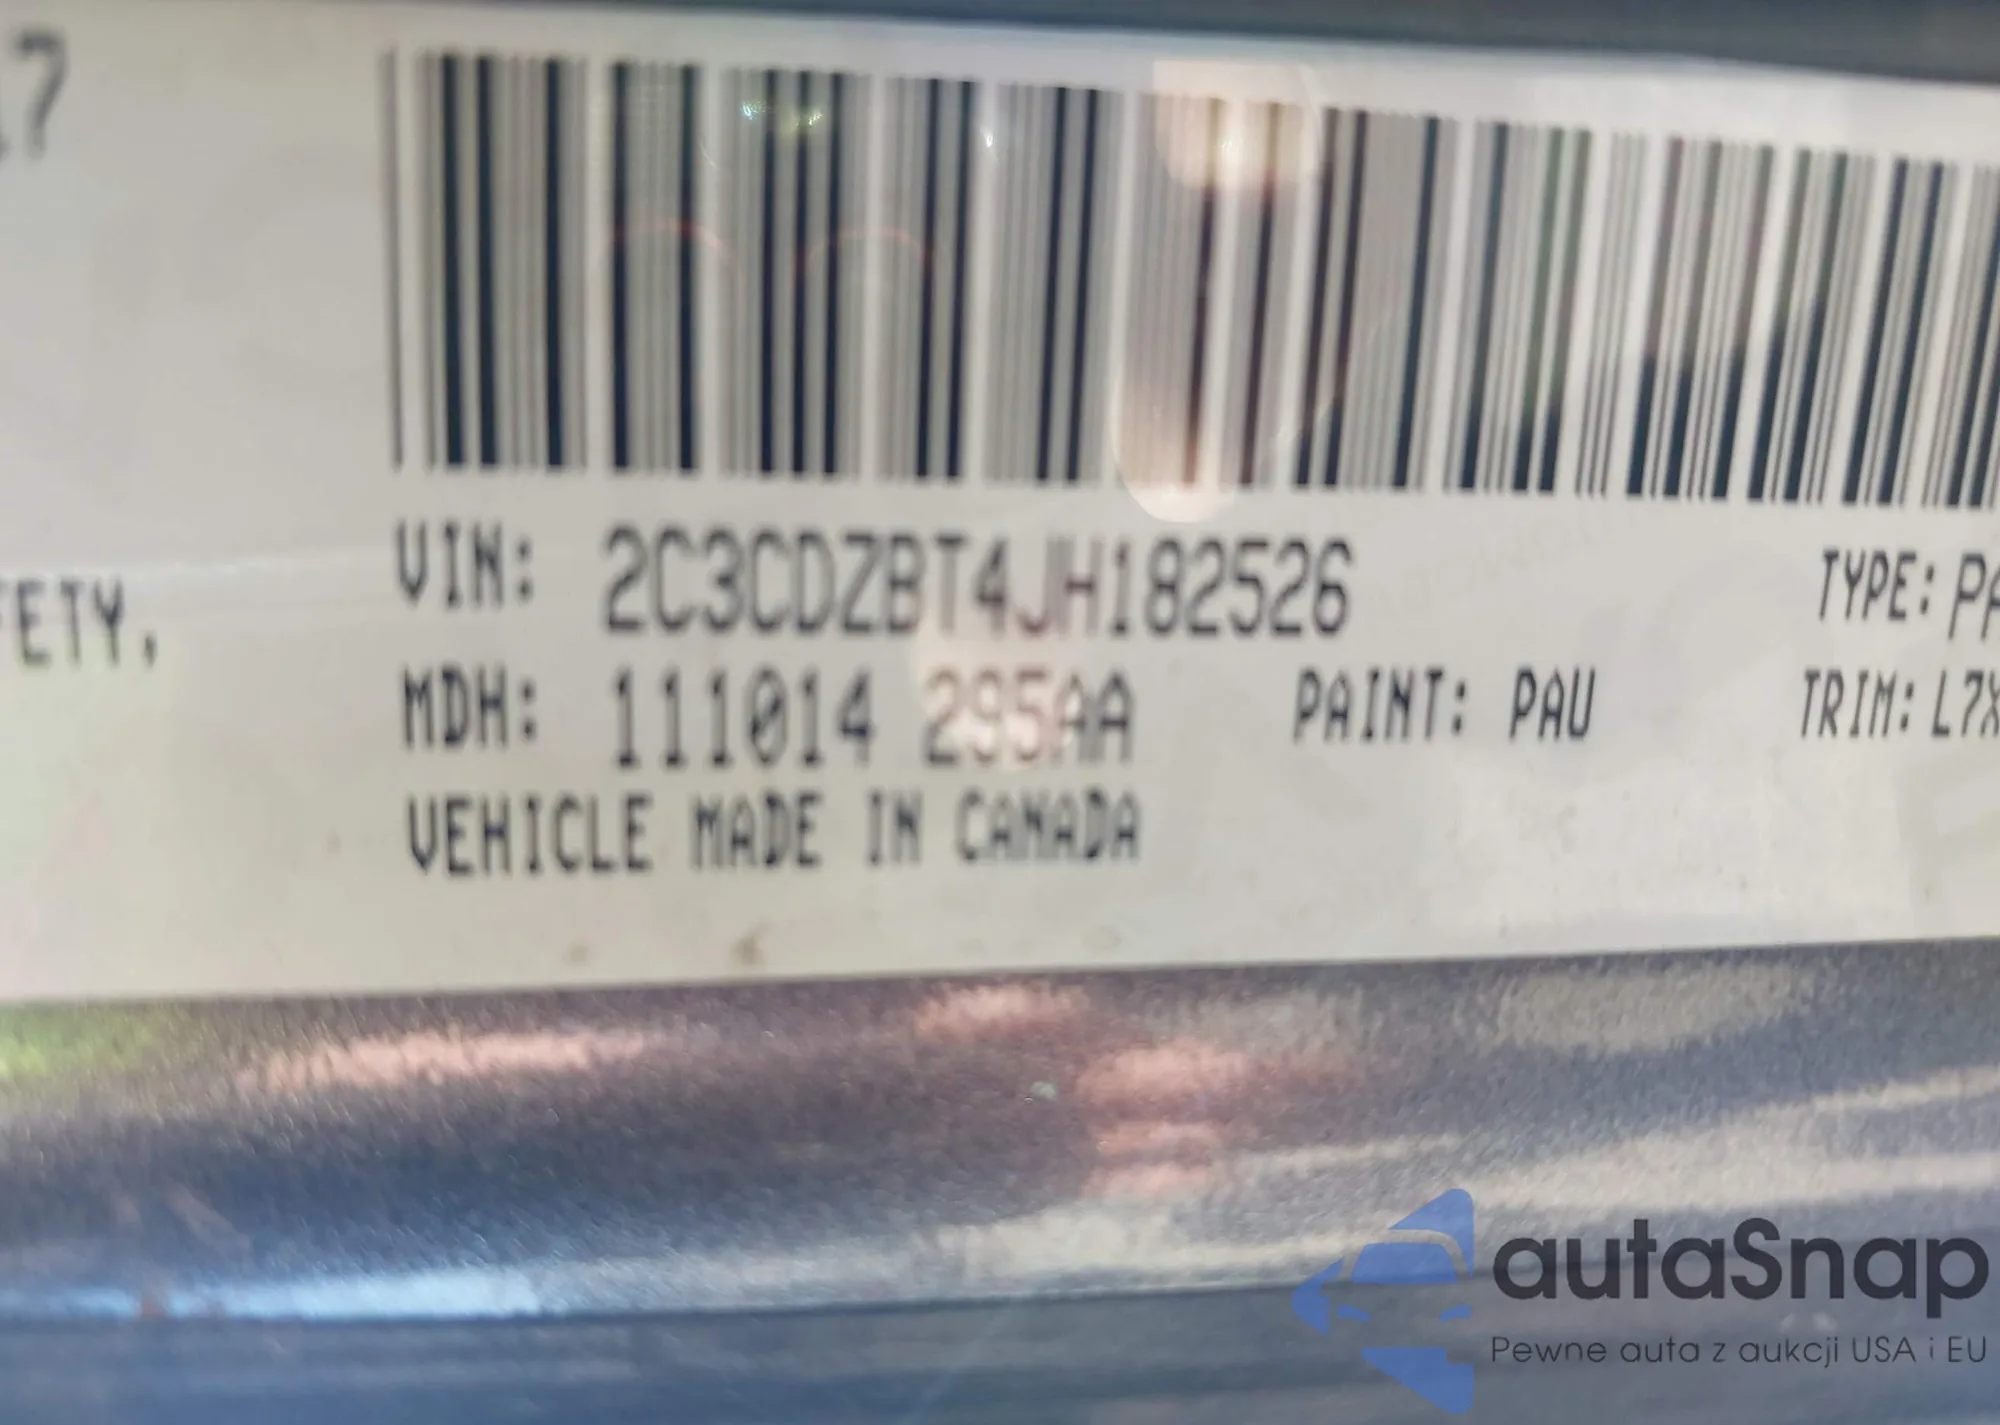 17
FETY,
VIN: 2C3CDZBT4JH182526
TYPE: PA
MDH: 111014 295AA
PAINT: PAU
TRIM: L7X
VEHICLE MADE IN CANADA
autaSnap
Pewne auta z aukcji USA i EU